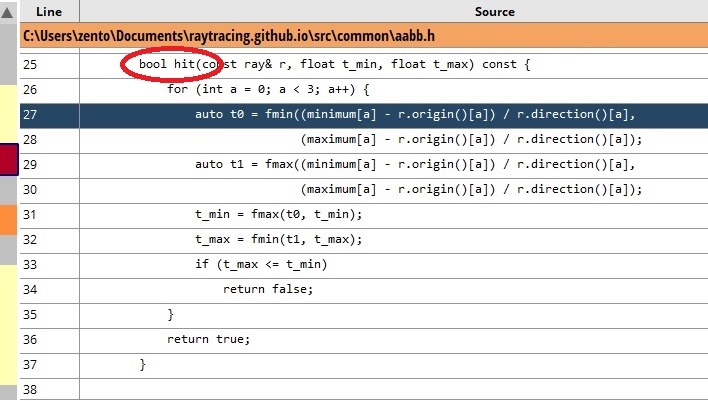 Line Source
C:\Users\zento\Documents\raytracing.github.io\src\common\aabb.h
25 bool hit(const ray& r, float t_min, float t_max) const {
26 for (int a = 0; a < 3; a++) {
27 auto t0 = fmin((minimum[a] - r.origin()[a]) / r.direction()[a],
28 (maximum[a] - r.origin()[a]) / r.direction()[a]);
29 auto t1 = fmax((minimum[a] - r.origin()[a]) / r.direction()[a],
30 (maximum[a] - r.origin()[a]) / r.direction()[a]);
31 t_min = fmax(t0, t_min);
32 t_max = fmin(t1, t_max);
33 if (t_max <= t_min)
34 return false;
35 }
36 return true;
37 }
38